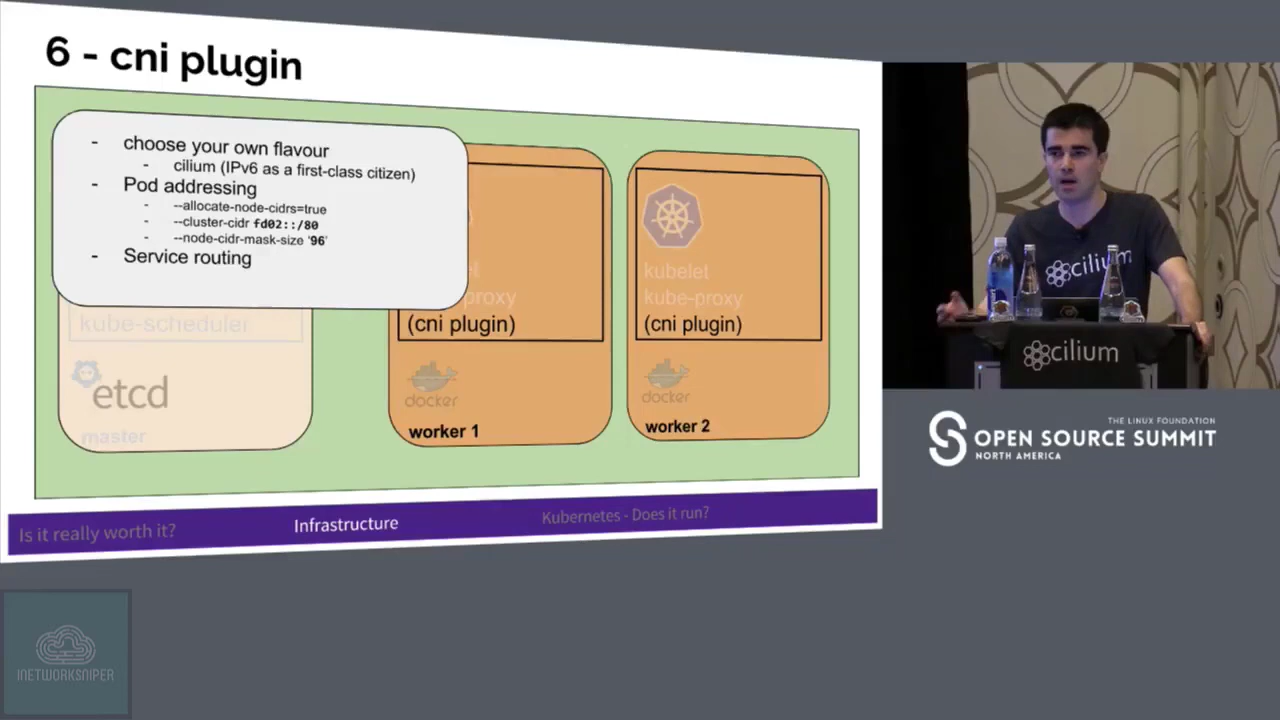 6 - cni plugin
- choose your own flavour
- cilium (IPv6 as a first-class citizen)
- Pod addressing
- --allocate-node-cidrs=true
- --cluster-cidr fd02::/80
- --node-cidr-mask-size '96'
- Service routing
kube-scheduler
etcd
master
proxy
(cni plugin)
docker
worker 1
kubelet
kube-proxy
(cni plugin)
docker
worker 2
Is it really worth it?
Infrastructure
Kubernetes - Does it run?
cilium
cilium
THE LINUX FOUNDATION
OPEN SOURCE SUMMIT
NORTH AMERICA
INETWORKSNIPER